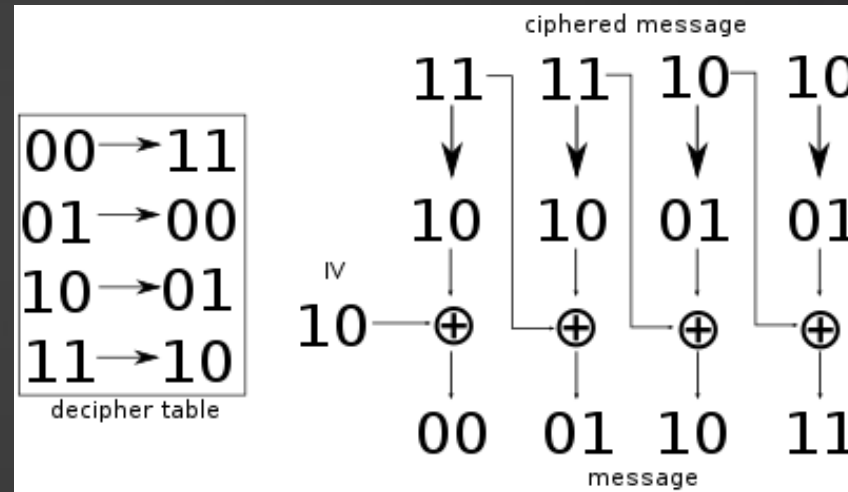 ciphered message
11 11 10 10
00 11
01 00
10 01
11 10
decipher table
10 10 01 01
IV
10
00 01 10 11
message